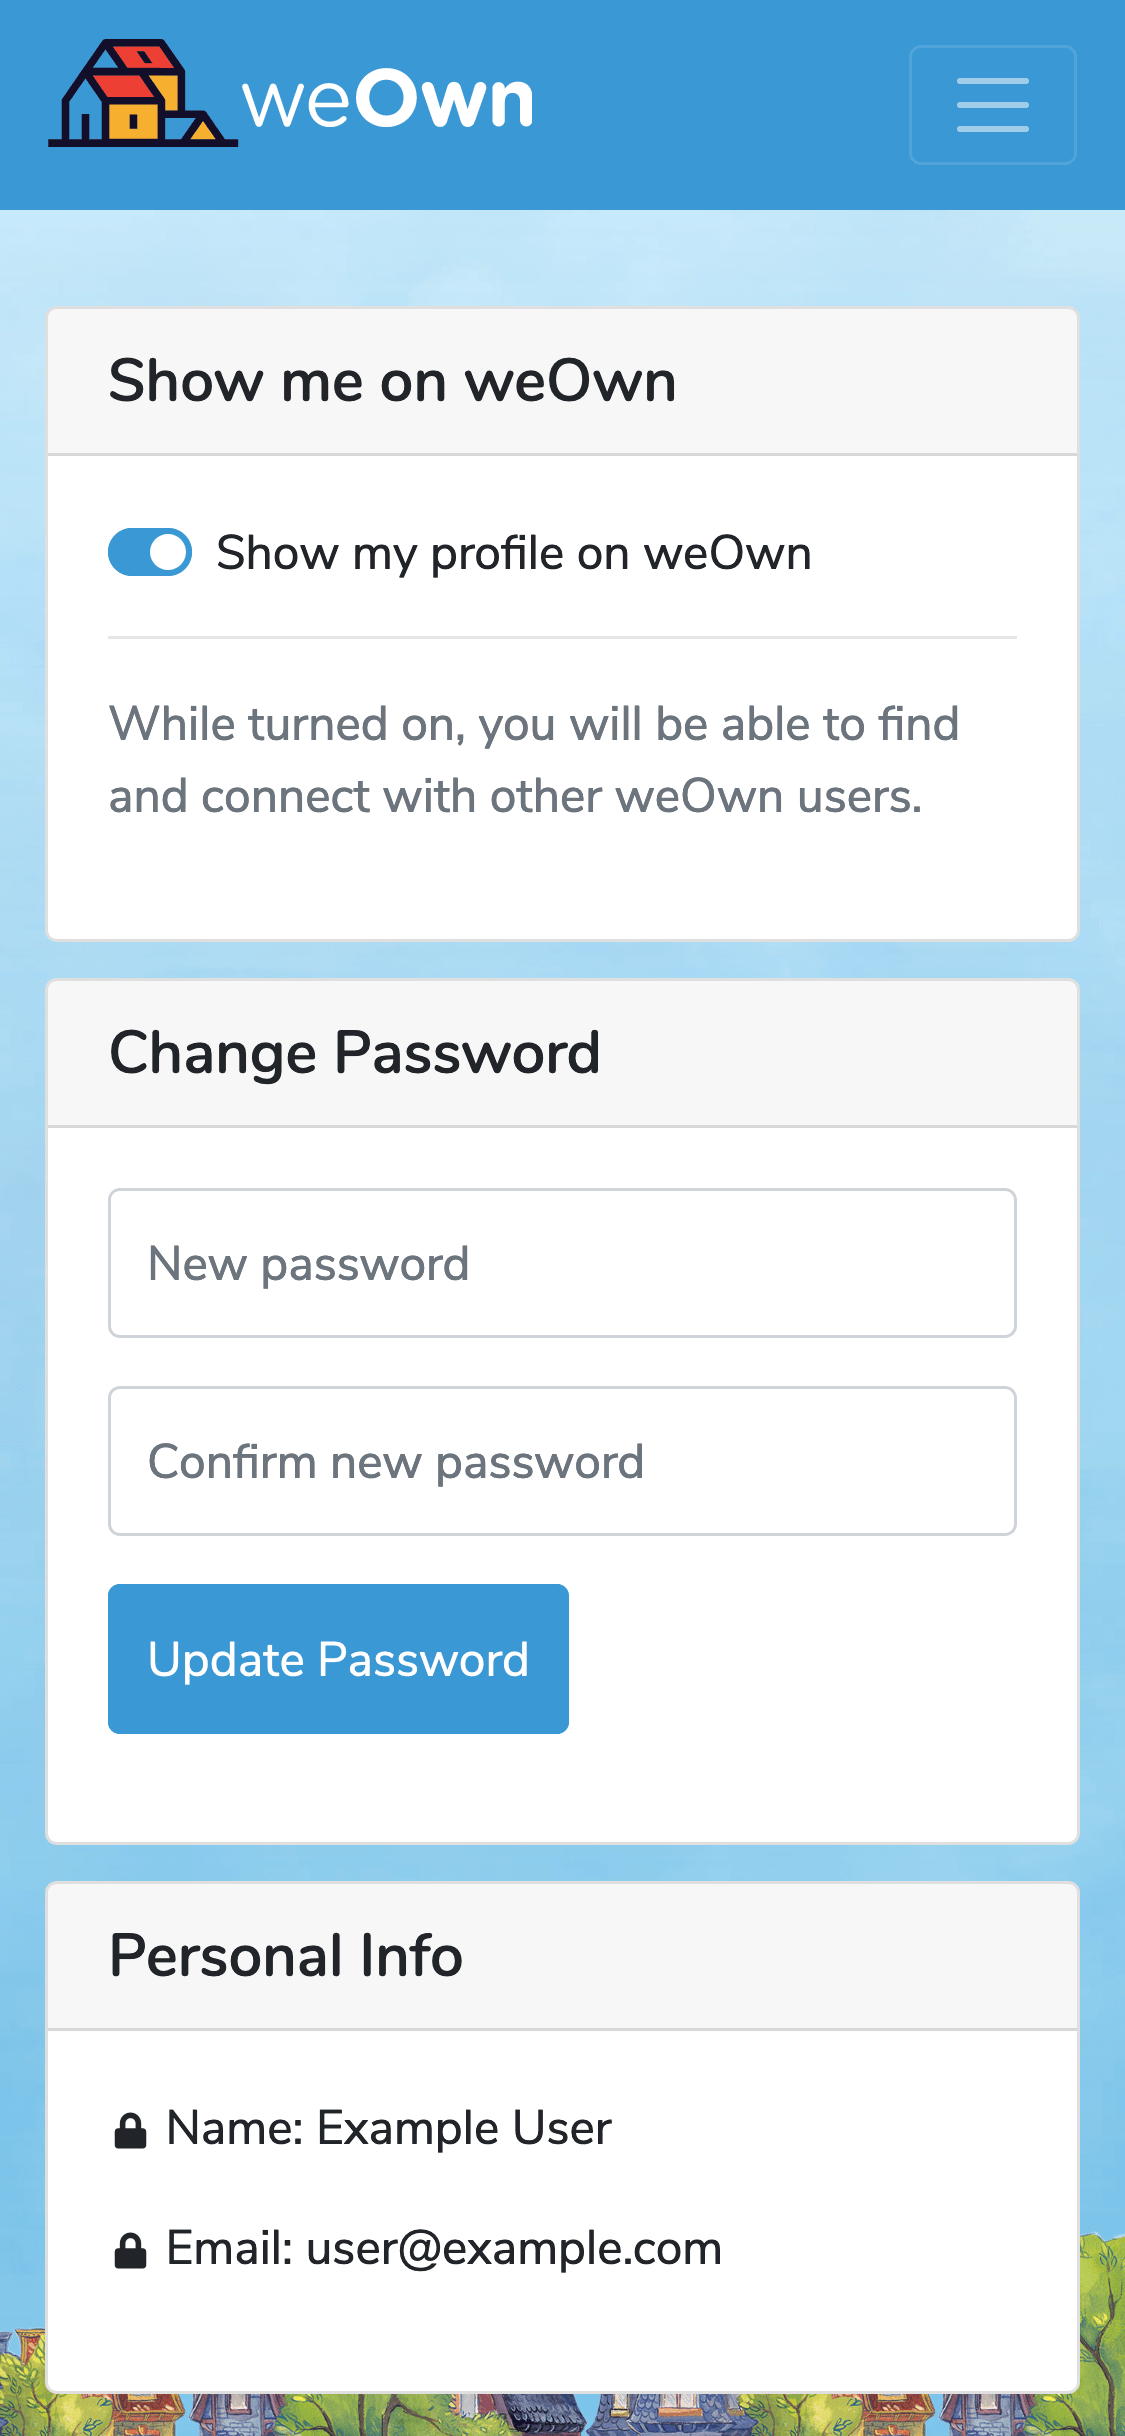 weOwn
Show me on weOwn
Show my profile on weOwn
While turned on, you will be able to find
and connect with other weOwn users.
Change Password
New password
Confirm new password
Update Password
Personal Info
Name: Example User
Email: user@example.com